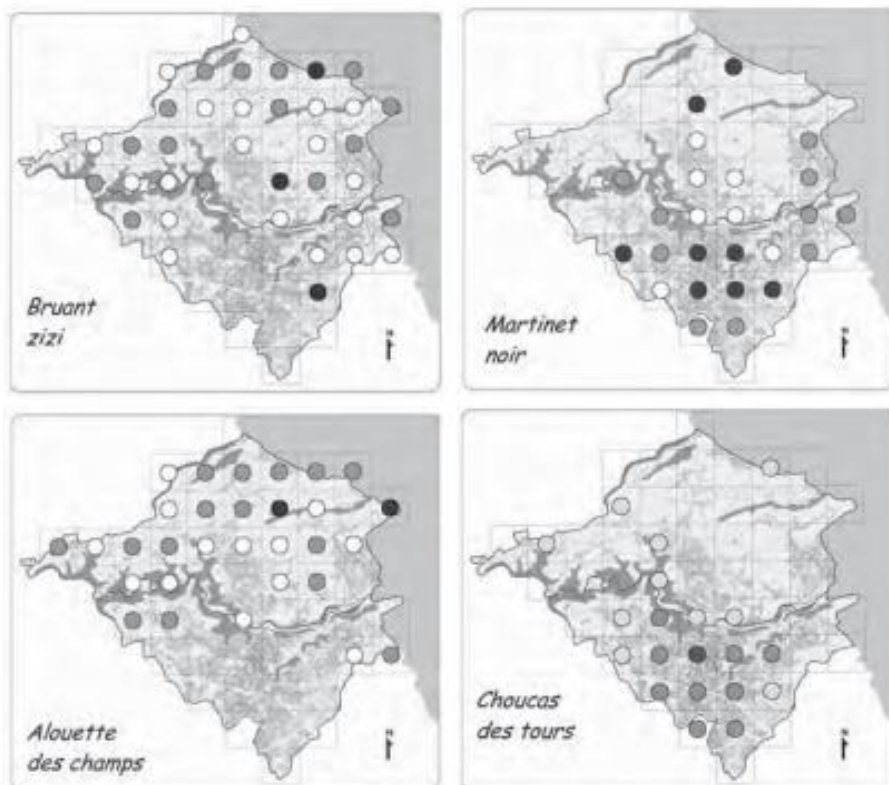 Bruant
zizi
Martinet
noir
Alouette
des champs
Choucas
des tours